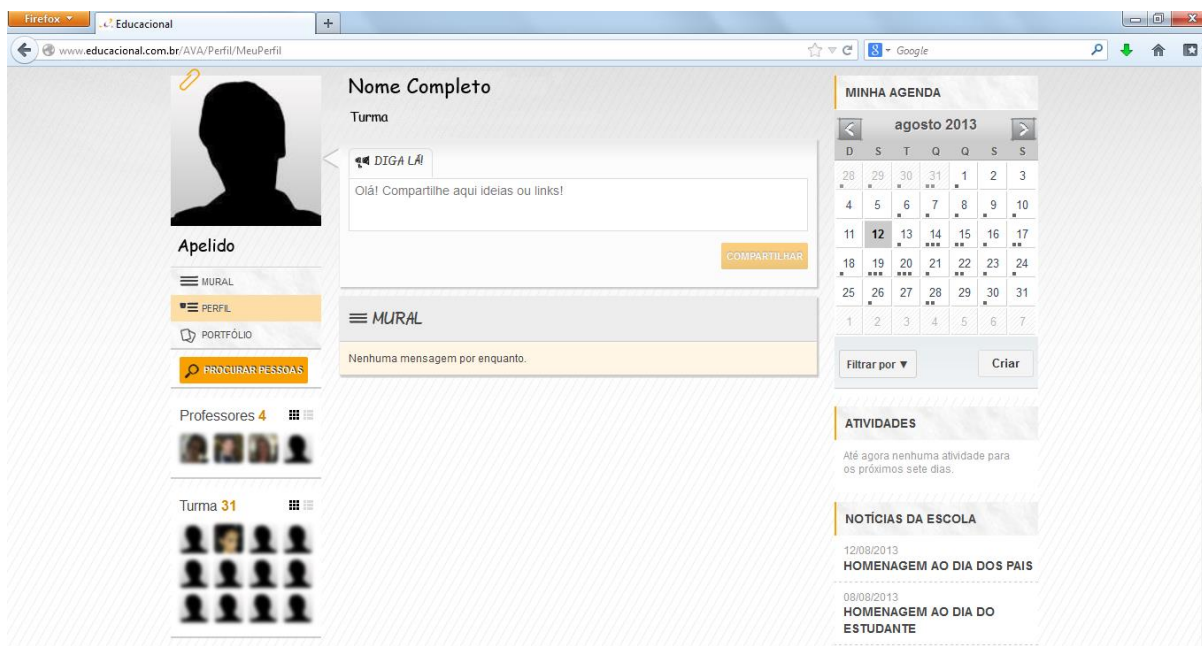 Firefox
Educacional
www.educacional.com.br/AVA/Perfil/MeuPerfil
Google
Apelido
MURAL
PERFIL
PORTFÓLIO
PROCURAR PESSOAS
Professores 4
Turma 31
Nome Completo
Turma
DIGA LÁ!
Olá! Compartilhe aqui ideias ou links!
COMPARTILHAR
MURAL
Nenhuma mensagem por enquanto.
MINHA AGENDA
agosto 2013
D S T Q Q S S
28 29 30 31 1 2 3
4 5 6 7 8 9 10
11 12 13 14 15 16 17
18 19 20 21 22 23 24
25 26 27 28 29 30 31
1 2 3 4 5 6 7
Filtrar por ▼ Criar
ATIVIDADES
Até agora nenhuma atividade para
os próximos sete dias.
NOTÍCIAS DA ESCOLA
12/08/2013
HOMENAGEM AO DIA DOS PAIS
08/08/2013
HOMENAGEM AO DIA DO
ESTUDANTE